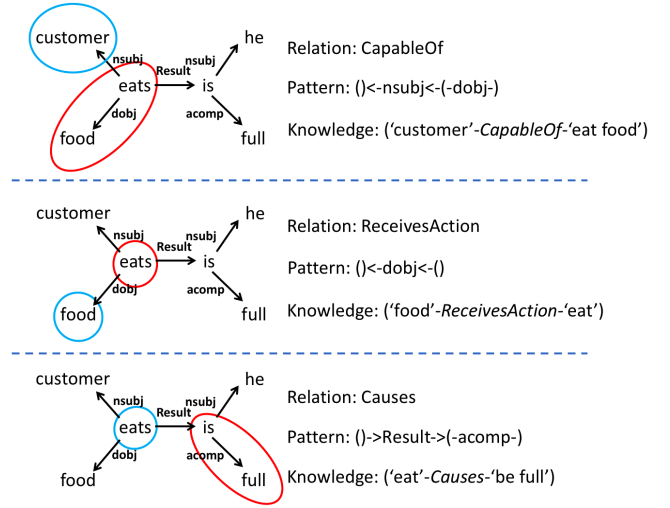 customer
nsubj
eats
dobj
food
Result
nsubj
he
is
acomp
full
Relation: CapableOf
Pattern: ()<-nsubj<-(-dobj-)
Knowledge: (‘customer’-CapableOf-‘eat food’)
customer
nsubj
eats
dobj
food
Result
nsubj
he
is
acomp
full
Relation: ReceivesAction
Pattern: ()<-dobj<-()
Knowledge: (‘food’-ReceivesAction-‘eat’)
customer
nsubj
eats
dobj
food
Result
nsubj
he
is
acomp
full
Relation: Causes
Pattern: ()->Result->(-acomp-)
Knowledge: (‘eat’-Causes-‘be full’)